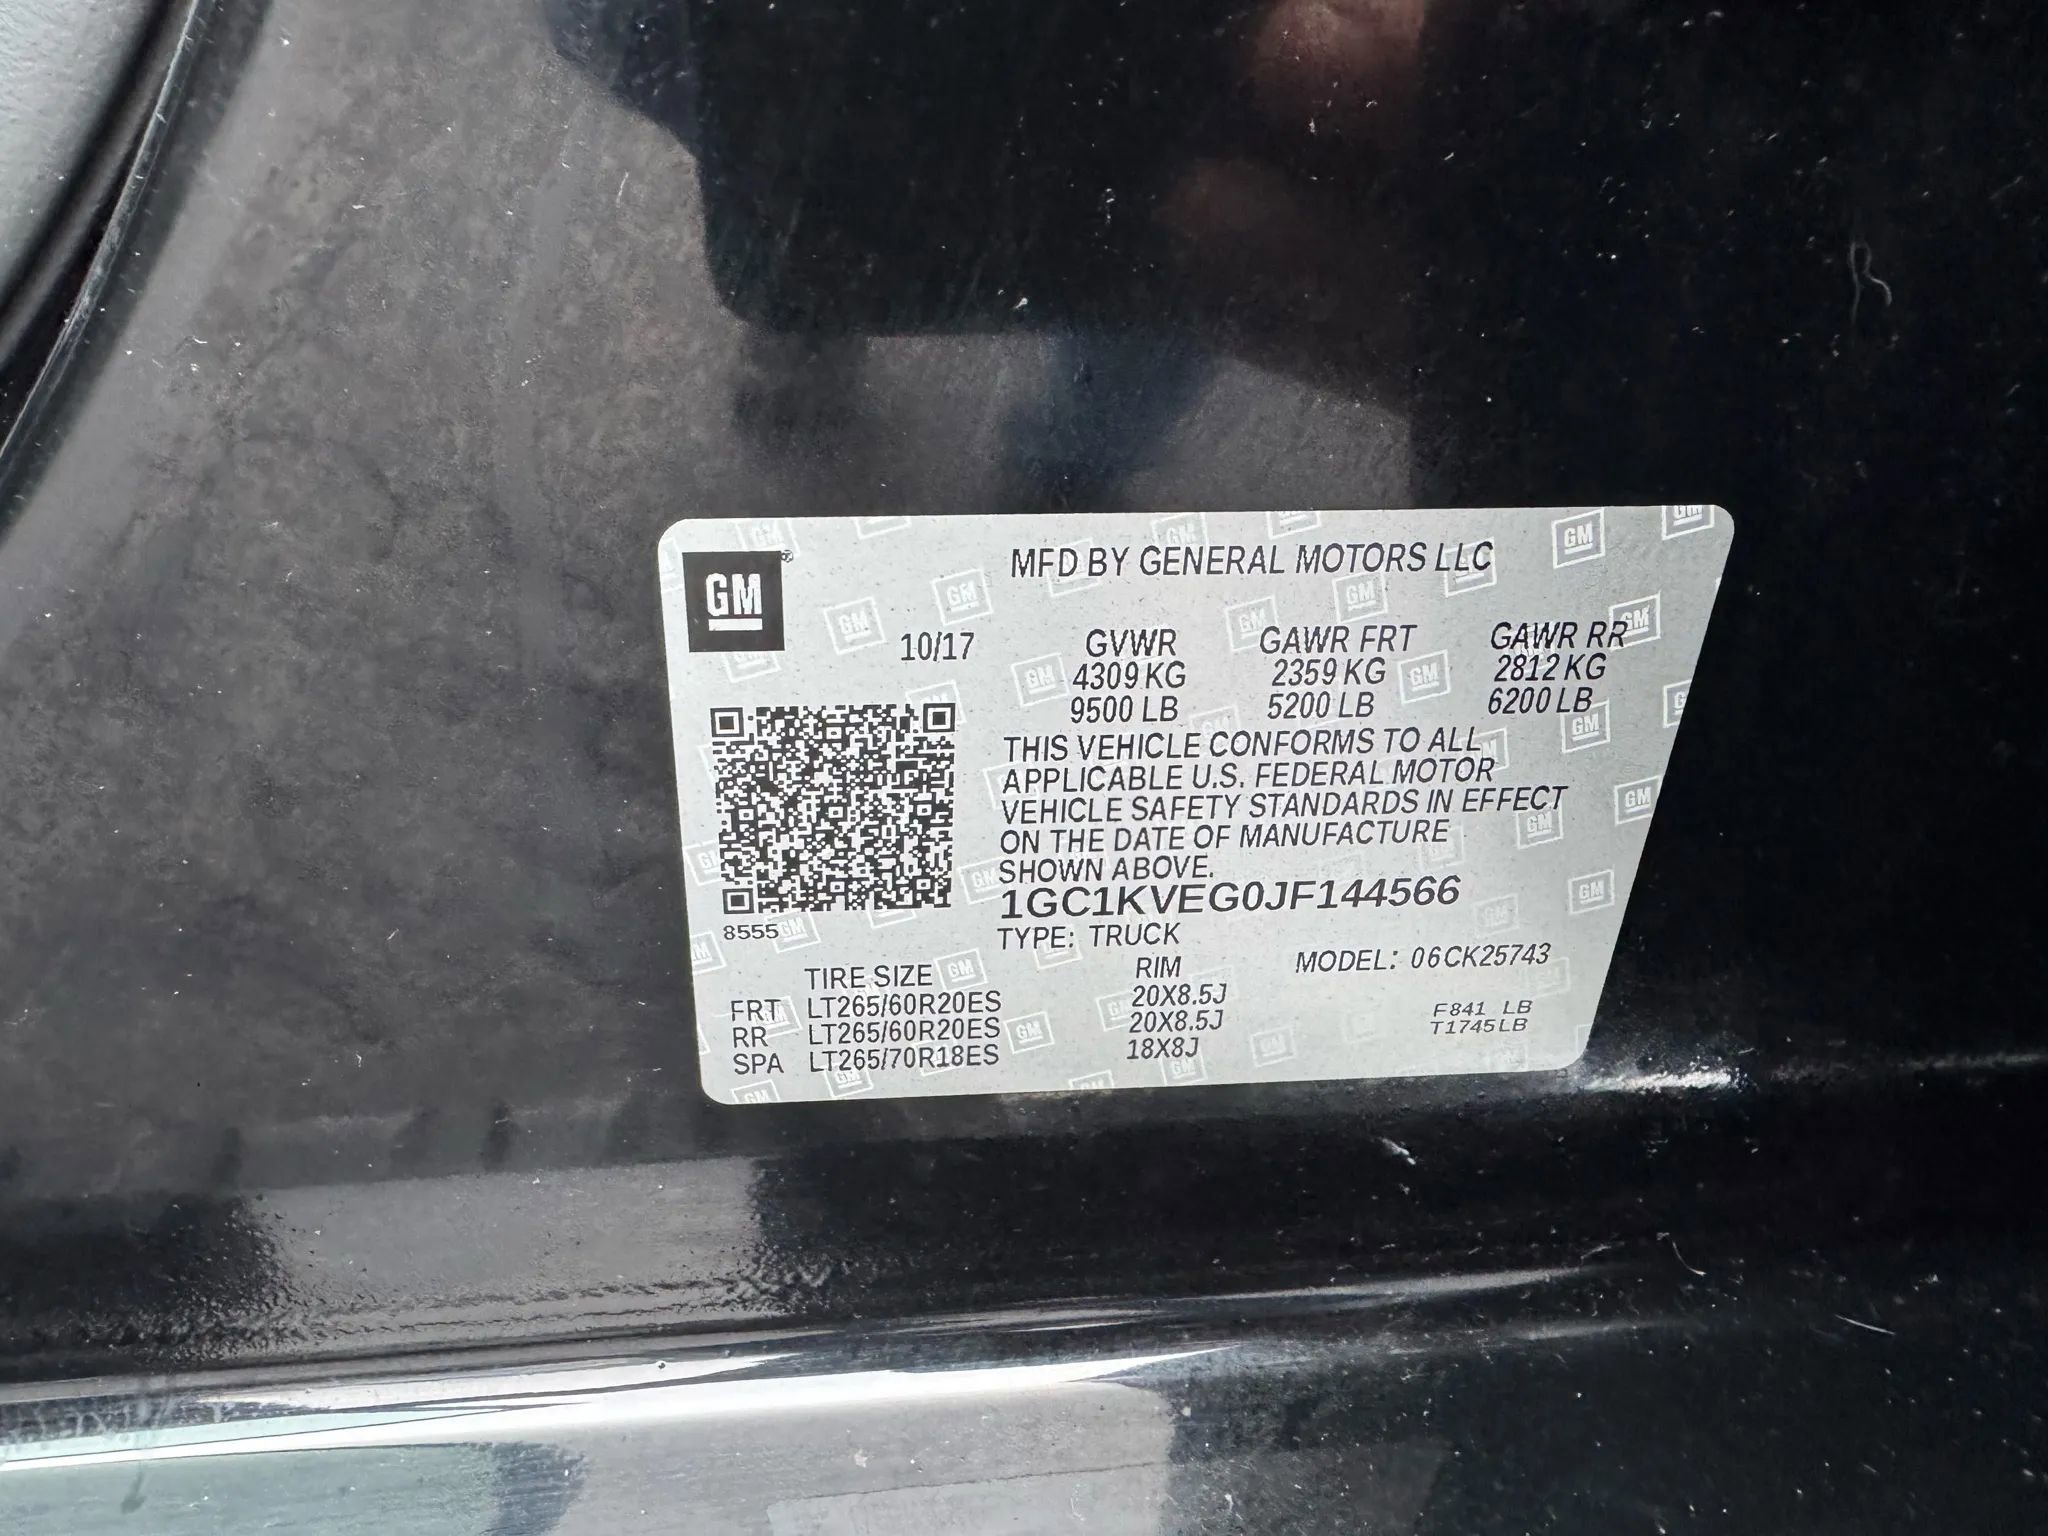 GM®
MFD BY GENERAL MOTORS LLC
10/17 GVWR GAWR FRT GAWR RR
4309 KG 2359 KG 2812 KG
9500 LB 5200 LB 6200 LB
THIS VEHICLE CONFORMS TO ALL
APPLICABLE U.S. FEDERAL MOTOR
VEHICLE SAFETY STANDARDS IN EFFECT
ON THE DATE OF MANUFACTURE
SHOWN ABOVE.
1GC1KVEG0JF144566
8555
TYPE: TRUCK
MODEL: 06CK25743
TIRE SIZE RIM
FRT LT265/60R20ES 20X8.5J
RR LT265/60R20ES 20X8.5J
SPA LT265/70R18ES 18X8J
F841 LB
T1745LB